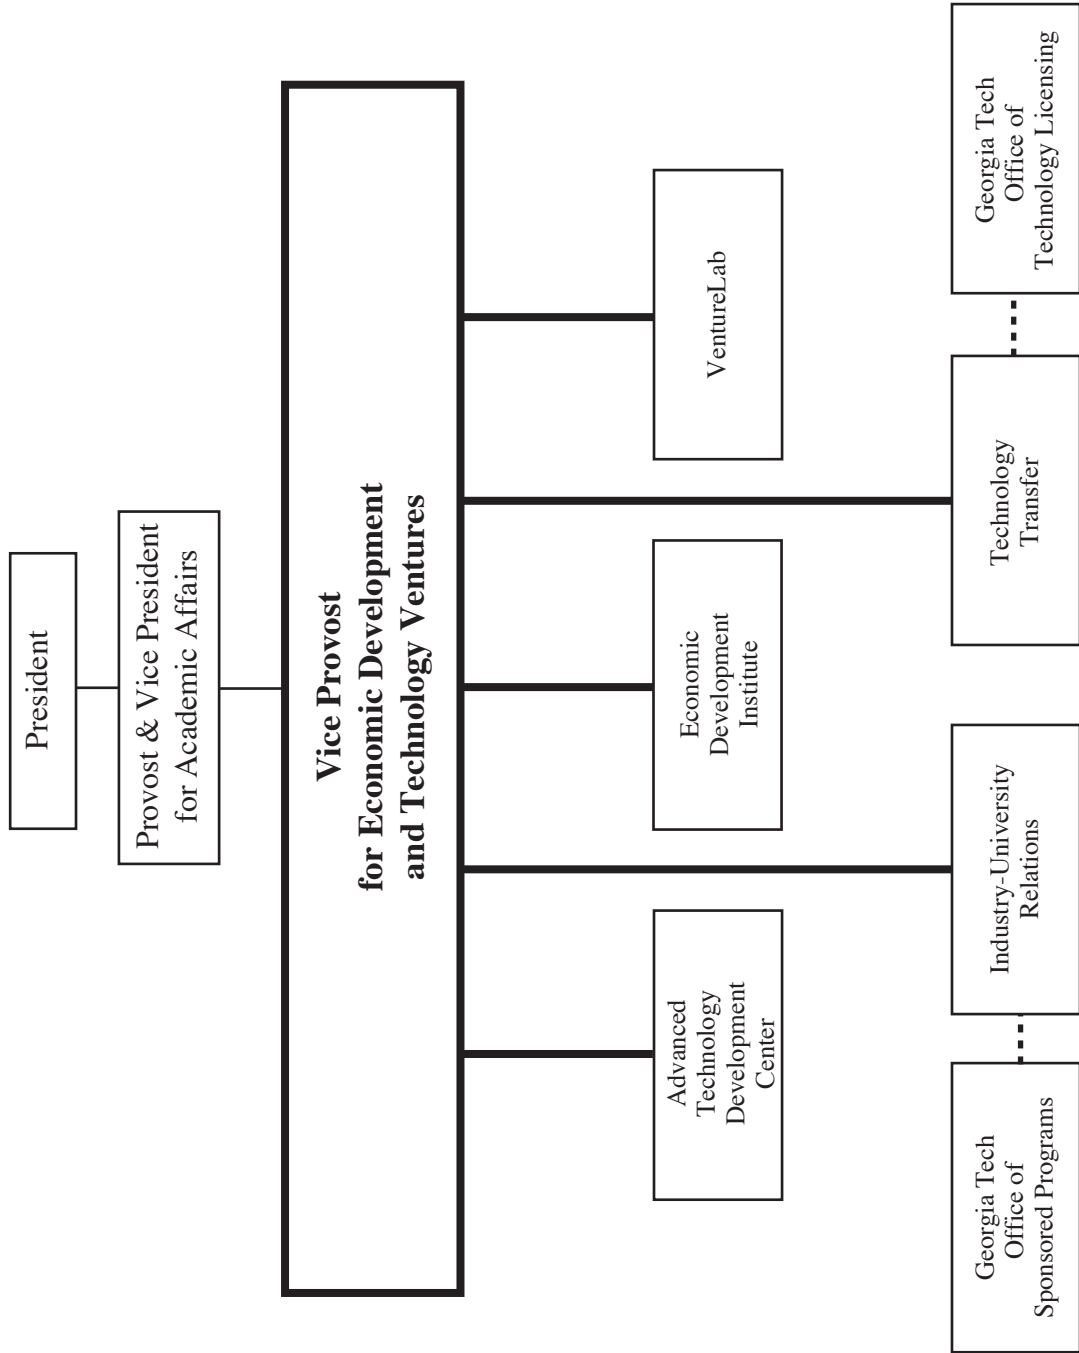 President
Provost & Vice President
for Academic Affairs
Vice Provost
for Economic Development
and Technology Ventures
Advanced
Technology
Development
Center
Economic
Development
Institute
VentureLab
Georgia Tech
Office of
Sponsored Programs
Industry-University
Relations
Technology
Transfer
Georgia Tech
Office of
Technology Licensing